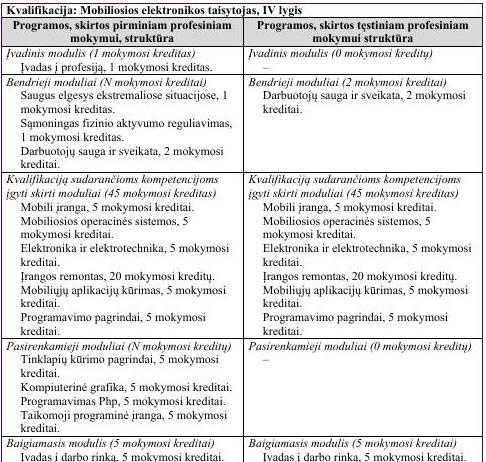 Kvalifikacija: Mobiliosios elektronikos taisytojas, IV lygis
Programos, skirtos pirminiam profesiniam
mokymui, struktūra
Programos, skirtos tęstiniam profesiniam
mokymui struktūra
Įvadinis modulis (1 mokymosi kreditas)
Įvadas į profesiją, 1 mokymosi kreditas.
Įvadinis modulis (0 mokymosi kreditų)
–
Bendrieji moduliai (N mokymosi kreditai)
Saugus elgesys ekstremaliose situacijose, 1
mokymosi kreditas.
Sąmoningas fizinio aktyvumo reguliavimas,
1 mokymosi kreditas.
Darbuotojų sauga ir sveikata, 2 mokymosi
kreditai.
Bendrieji moduliai (2 mokymosi kreditai)
Darbuotojų sauga ir sveikata, 2 mokymosi
kreditai.
Kvalifikaciją sudarančioms kompetencijoms
įgyti skirti moduliai (45 mokymosi kreditas)
Mobili įranga, 5 mokymosi kreditai.
Mobiliosios operacinės sistemos, 5
mokymosi kreditai.
Elektronika ir elektrotechnika, 5 mokymosi
kreditai.
Įrangos remontas, 20 mokymosi kreditų.
Mobiliųjų aplikacijų kūrimas, 5 mokymosi
kreditai.
Programavimo pagrindai, 5 mokymosi
kreditai.
Kvalifikaciją sudarančioms kompetencijoms
įgyti skirti moduliai (45 mokymosi kreditas)
Mobili įranga, 5 mokymosi kreditai.
Mobiliosios operacinės sistemos, 5
mokymosi kreditai.
Elektronika ir elektrotechnika, 5 mokymosi
kreditai.
Įrangos remontas, 20 mokymosi kreditų.
Mobiliųjų aplikacijų kūrimas, 5 mokymosi
kreditai.
Programavimo pagrindai, 5 mokymosi
kreditai.
Pasirenkamieji moduliai (N mokymosi kreditų)
Tinklapių kūrimo pagrindai, 5 mokymosi
kreditai.
Kompiuterinė grafika, 5 mokymosi kreditai.
Programavimas Php, 5 mokymosi kreditai.
Taikomoji programinė įranga, 5 mokymosi
kreditai.
Pasirenkamieji moduliai (0 mokymosi kreditų)
–
Baigiamasis modulis (5 mokymosi kreditai)
Įvadas į darbo rinką, 5 mokymosi kreditai.
Baigiamasis modulis (5 mokymosi kreditai)
Įvadas į darbo rinką, 5 mokymosi kreditai.